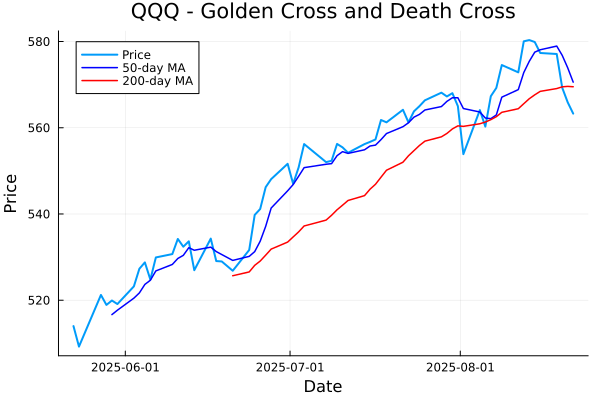 QQQ - Golden Cross and Death Cross
Price
50-day MA
200-day MA
580
560
540
520
Price
2025-06-01
2025-07-01
2025-08-01
Date